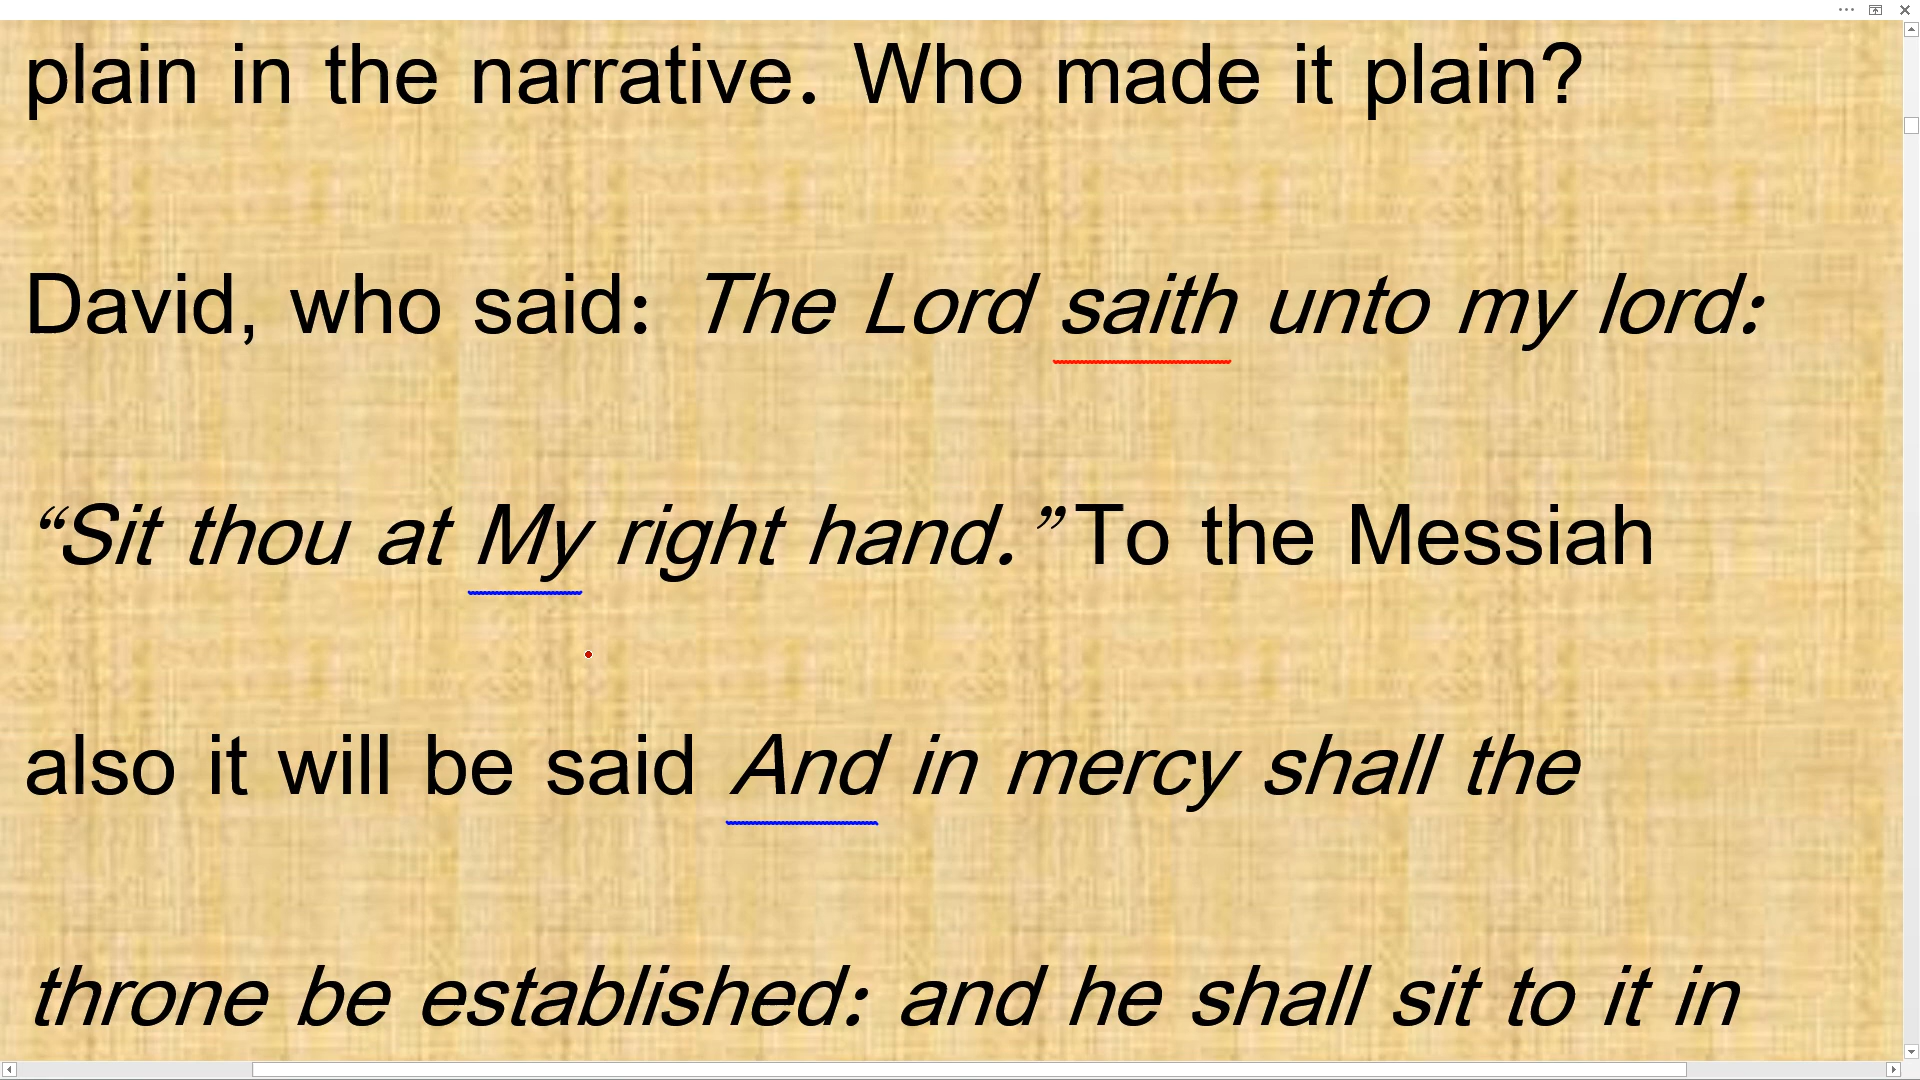 plain in the narrative. Who made it plain?
David, who said: The Lord saith unto my lord:
“Sit thou at My right hand.” To the Messiah
also it will be said And in mercy shall the
throne be established: and he shall sit to it in